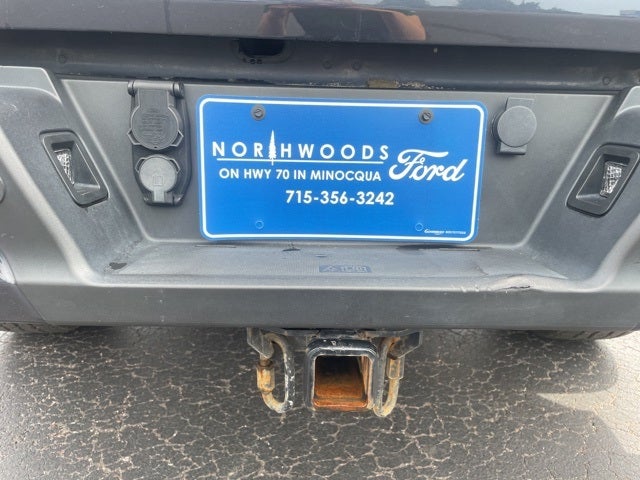 NORTHWOODS
ON HWY 70 IN MINOCQUA
Ford
715-356-3242